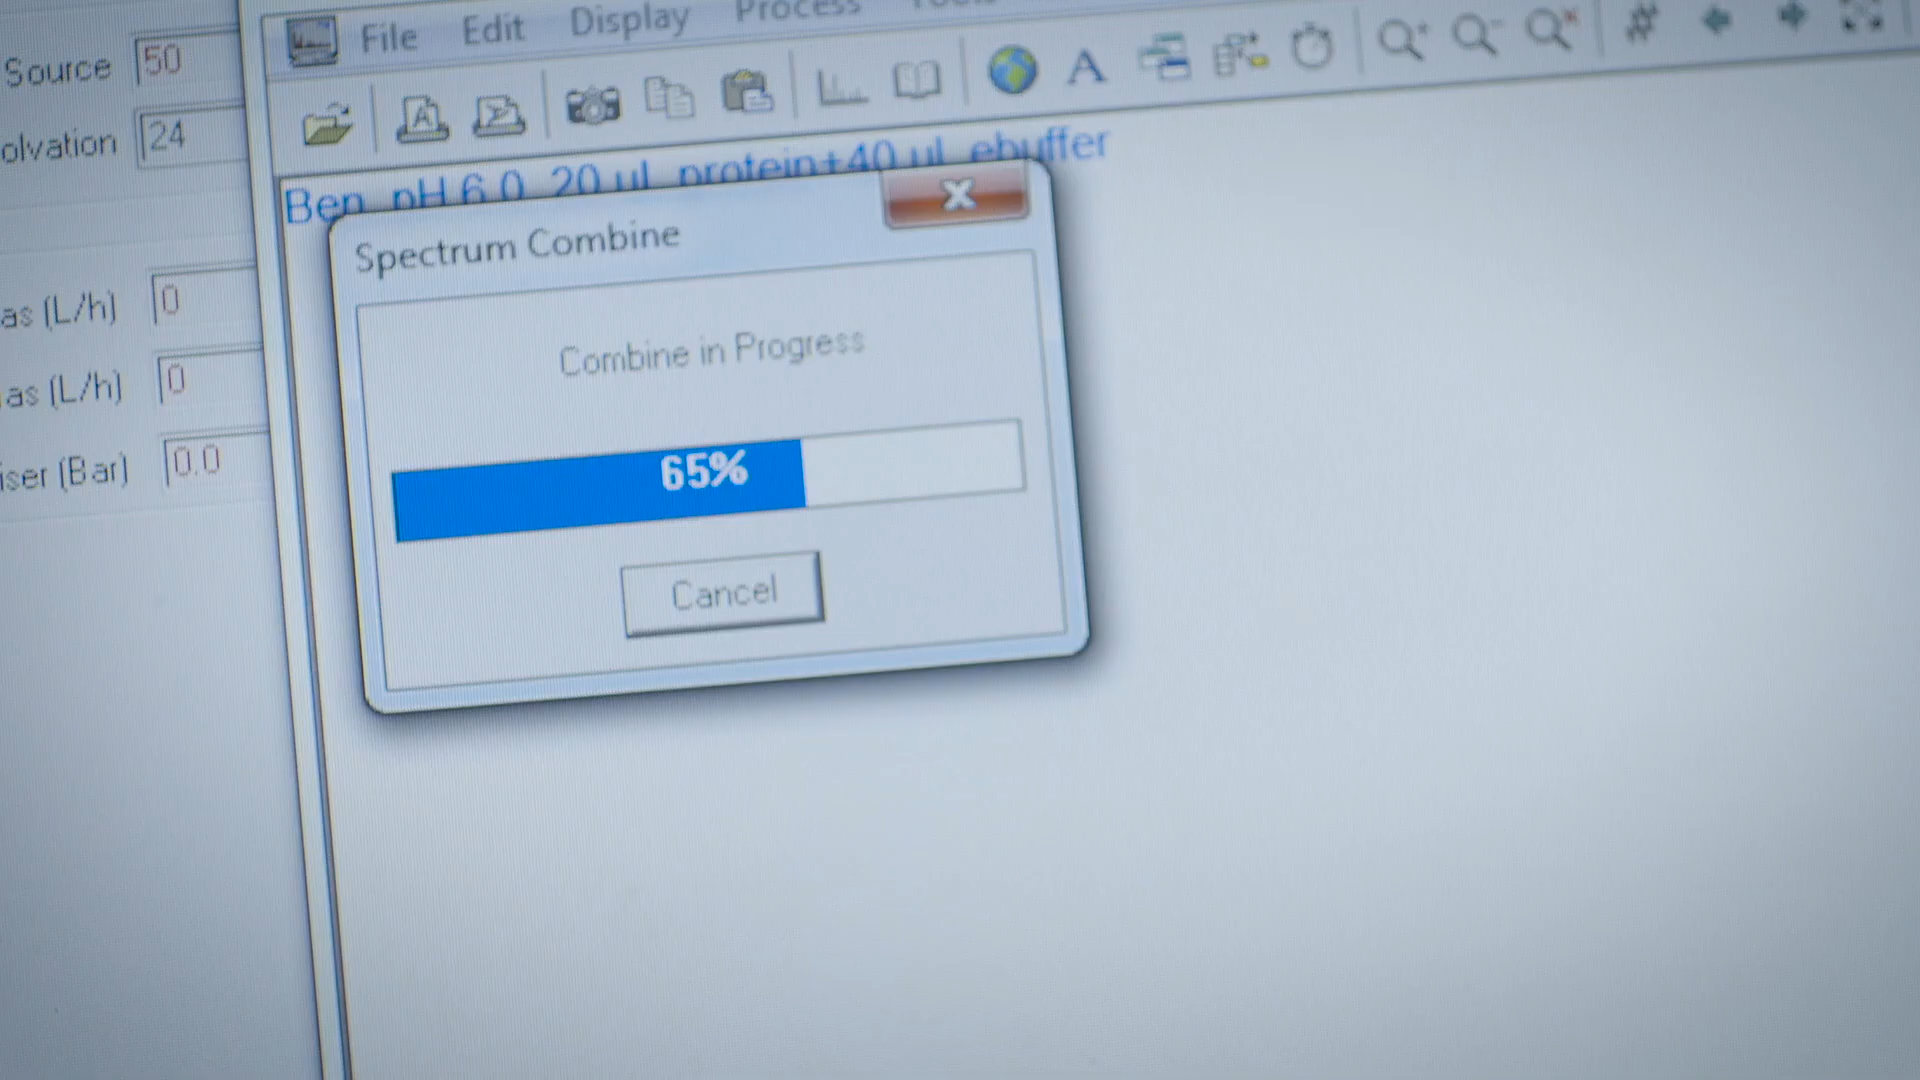 File Edit Display Process Tools
Source 50
olvation 24
as (L/h) 0
as (L/h) 0
iser (Bar) 0.0
Ben pH 6.0 20 ul protein+40 ul ebuffer
Spectrum Combine
Combine in Progress
65%
Cancel